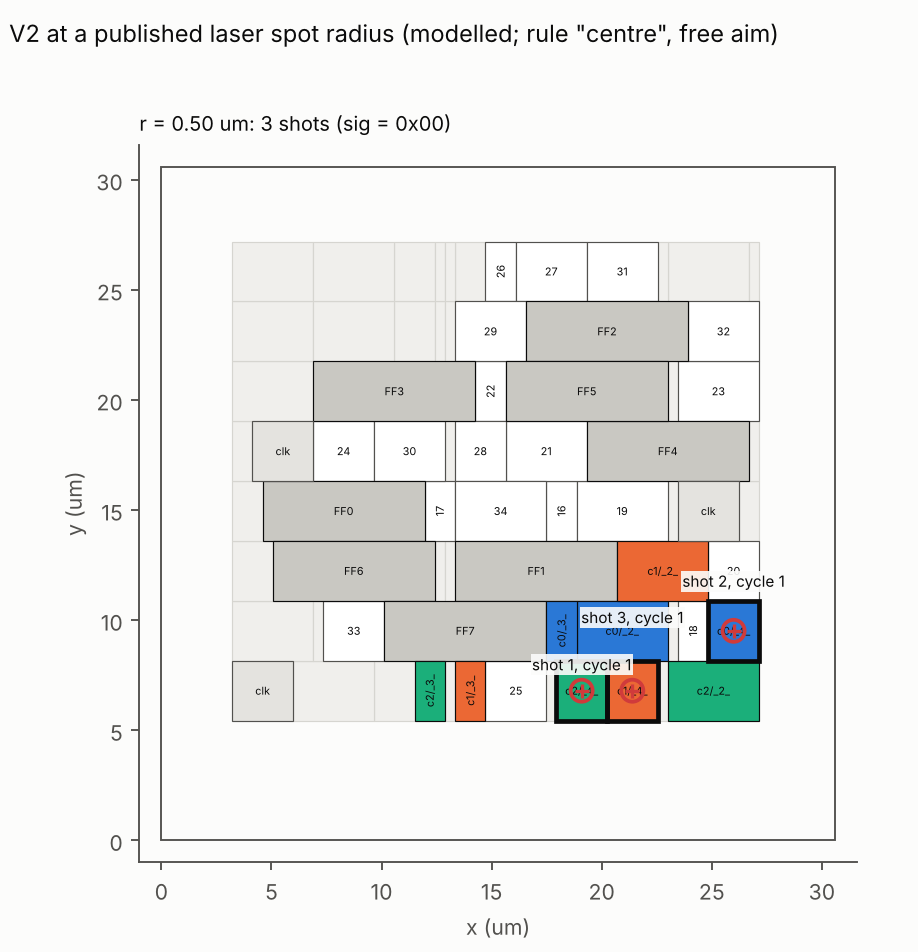 V2 at a published laser spot radius (modelled; rule "centre", free aim)
r = 0.50 um: 3 shots (sig = 0x00)
30
25
20
15
10
5
0
y (um)
26
27
31
29
FF2
32
FF3
22
FF5
23
clk
24
30
28
21
FF4
FF0
17
34
16
19
clk
FF6
FF1
c1/_2_
20
shot 2, cycle 1
33
FF7
c0/_3_
shot 3, cycle 1
c0/_2_
18
shot 1, cycle 1
clk
c2/_3_
c1/_3_
25
c2/_2_
0
5
10
15
20
25
30
x (um)